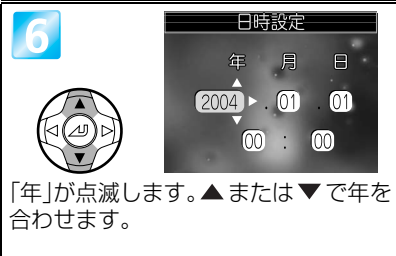 6
日時設定
年 月 日
2004 . 01 . 01
00 : 00
「年」が点滅します。▲または▼で年を
合わせます。